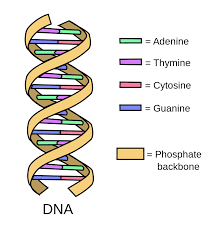 = Adenine
= Thymine
= Cytosine
= Guanine
= Phosphate
backbone
DNA